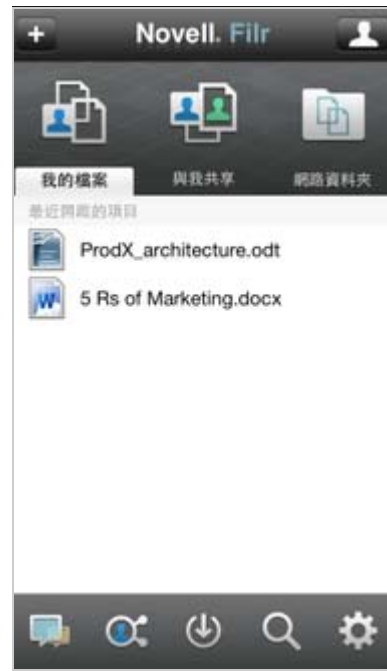 Novell. Filr
我的檔案
與我共享
網路資料夾
最近開啟的項目
ProdX_architecture.odt
5 Rs of Marketing.docx